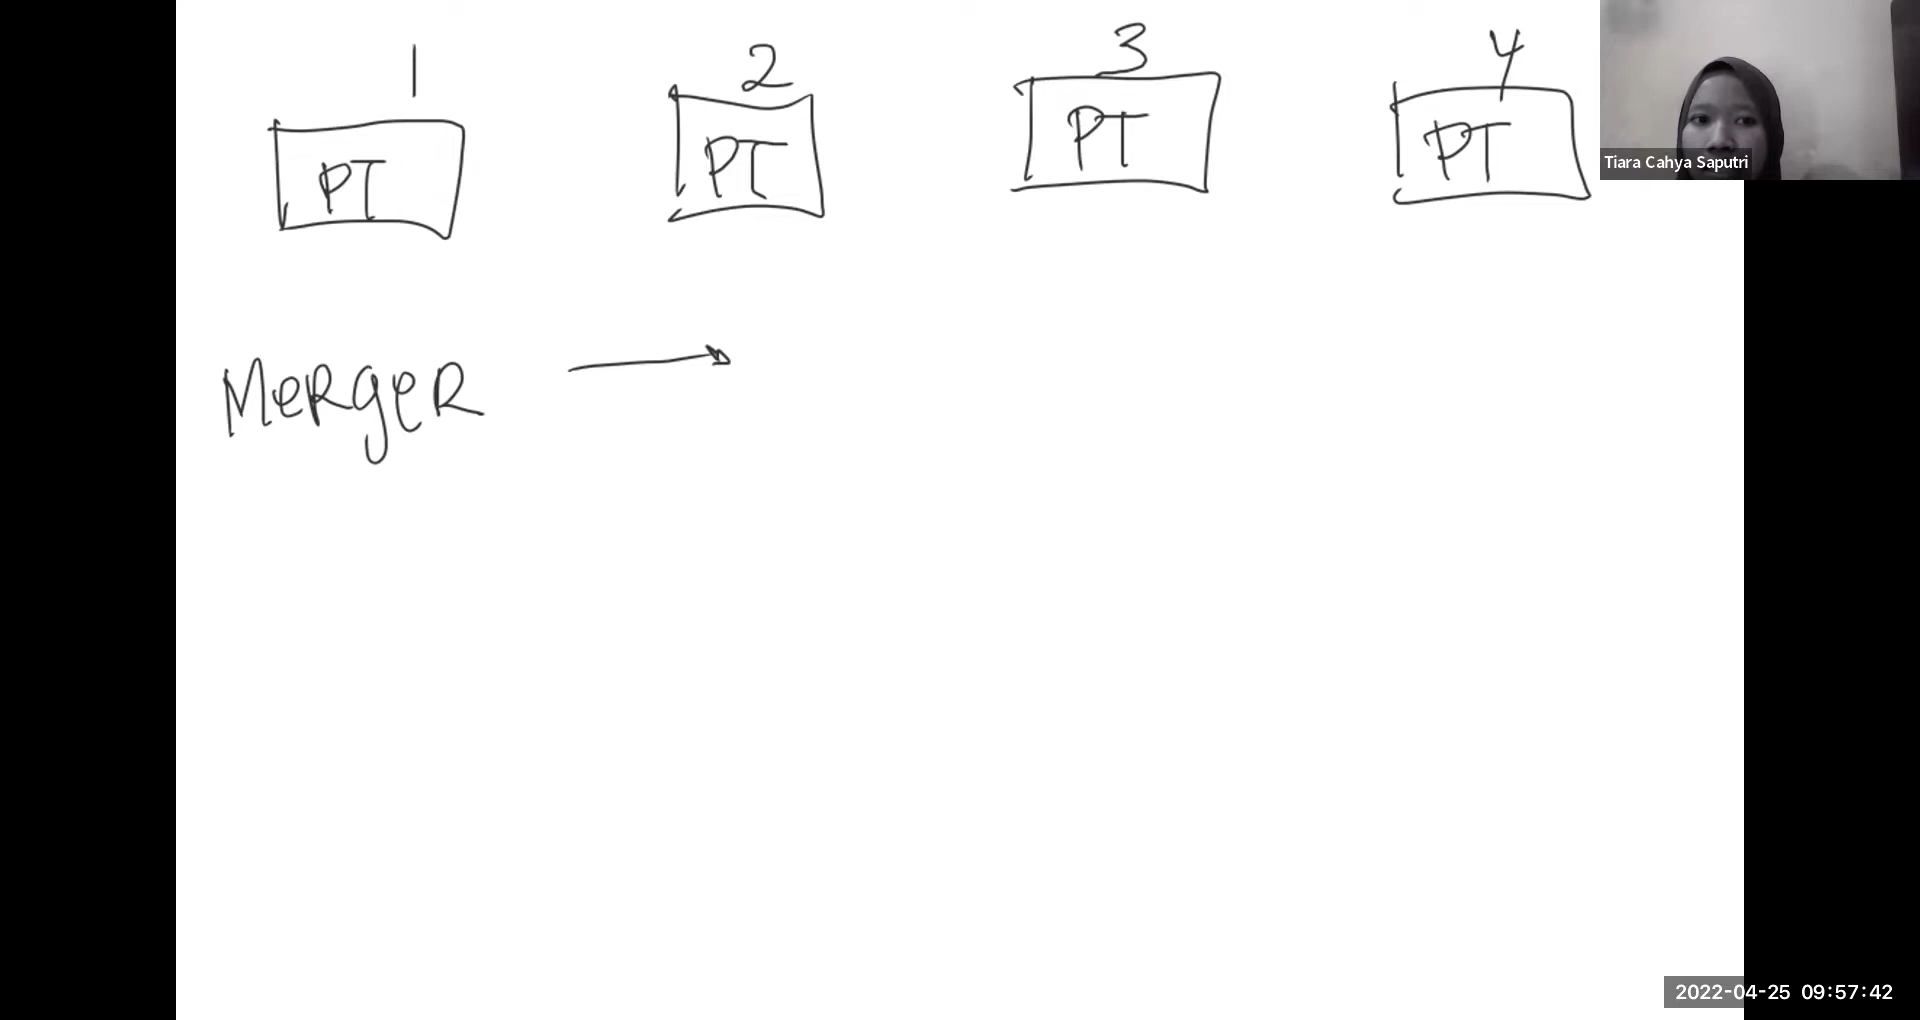 1 2 3 4
PT PT PT PT
Merger
Tiara Cahya Saputri
2022-04-25 09:57:42